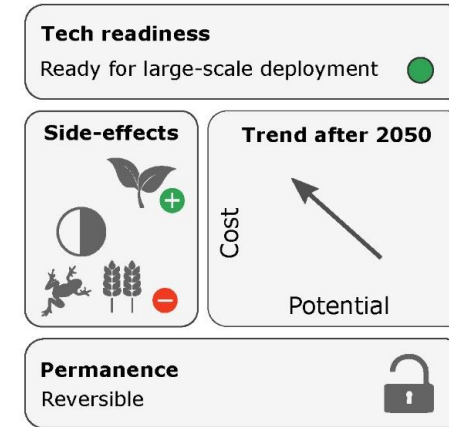 Tech readiness
Ready for large-scale deployment
Side-effects
Trend after 2050
Cost
Potential
Permanence
Reversible